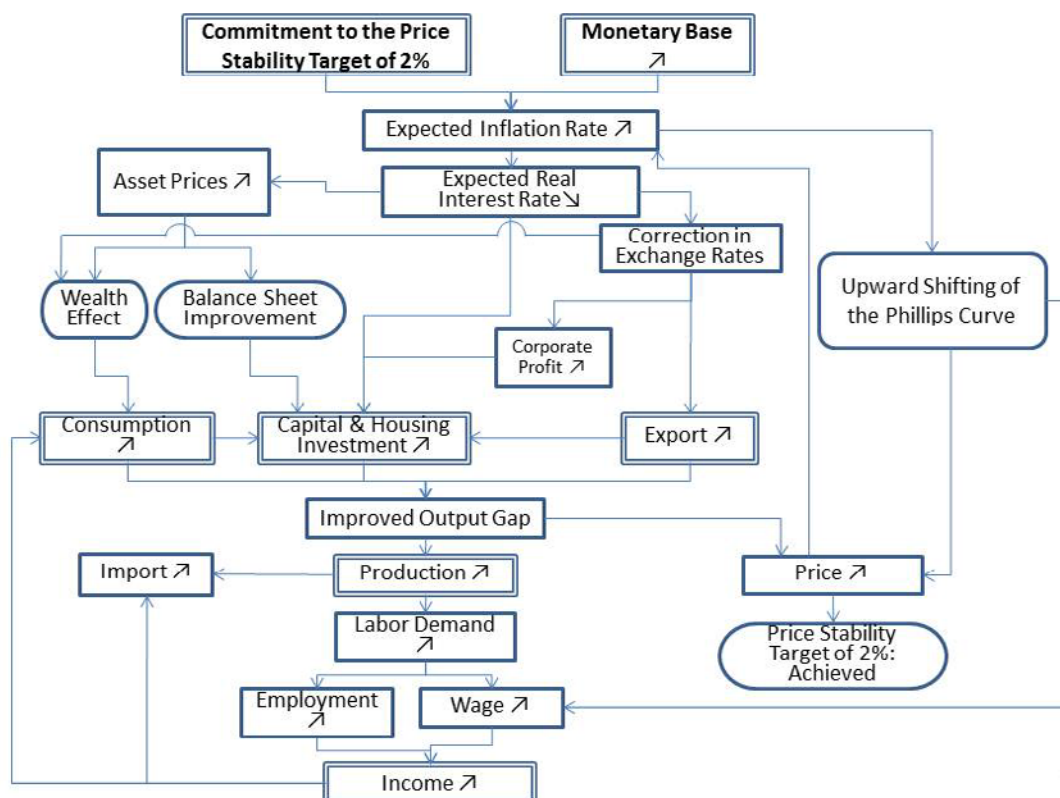 Commitment to the Price
Stability Target of 2%
Monetary Base
↗
Expected Inflation Rate ↗
Asset Prices ↗
Expected Real
Interest Rate↘
Correction in
Exchange Rates
Wealth
Effect
Balance Sheet
Improvement
Upward Shifting of
the Phillips Curve
Corporate
Profit ↗
Consumption
↗
Capital & Housing
Investment ↗
Export ↗
Improved Output Gap
Import ↗
Production ↗
Price ↗
Labor Demand
↗
Price Stability
Target of 2%:
Achieved
Employment
↗
Wage ↗
Income ↗